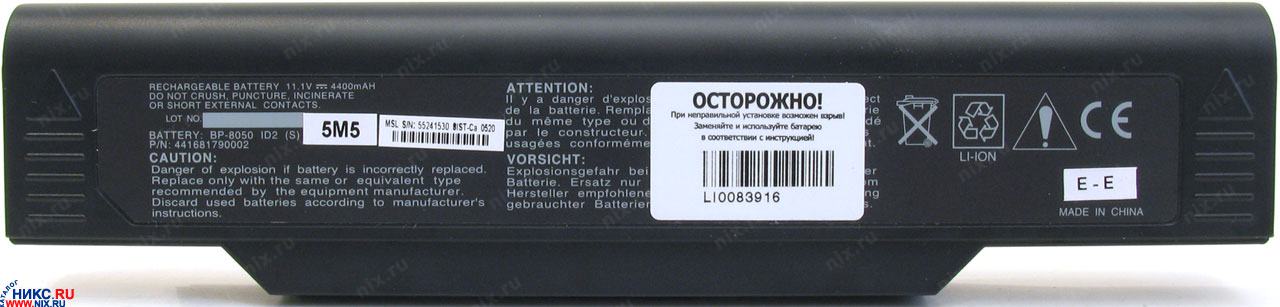 RECHARGEABLE BATTERY 11.1V 4400mAH
DO NOT CRUSH, PUNCTURE, INCINERATE
OR SHORT EXTERNAL CONTACTS.
LOT NO.
BATTERY: BP-8050 ID2 (S)
P/N: 441681790002
5M5
MSL S/N: 55241530 BIST-Ca 0520
CAUTION:
Danger of explosion if battery is incorrectly replaced.
Replace only with the same or equivalent type
recommended by the equipment manufacturer.
Discard used batteries according to manufacturer's
instructions.
ATTENTION:
Il y a danger d'explos
de la batterie. Remplac
du même type ou d
par le constructeur.
usagées conforméme
VORSICHT:
Explosionsgefahr bei
Batterie. Ersatz nur
Hersteller empfohlene
gebrauchter Batterien
ОСТОРОЖНО!
При неправильной установке возможен взрыв!
Заменяйте и используйте батарею
в соответствии с инструкцией!
LI0083916
LI-ION
E-E
MADE IN CHINA
КАТАЛОГ
НИКС.RU
WWW.NIX.RU